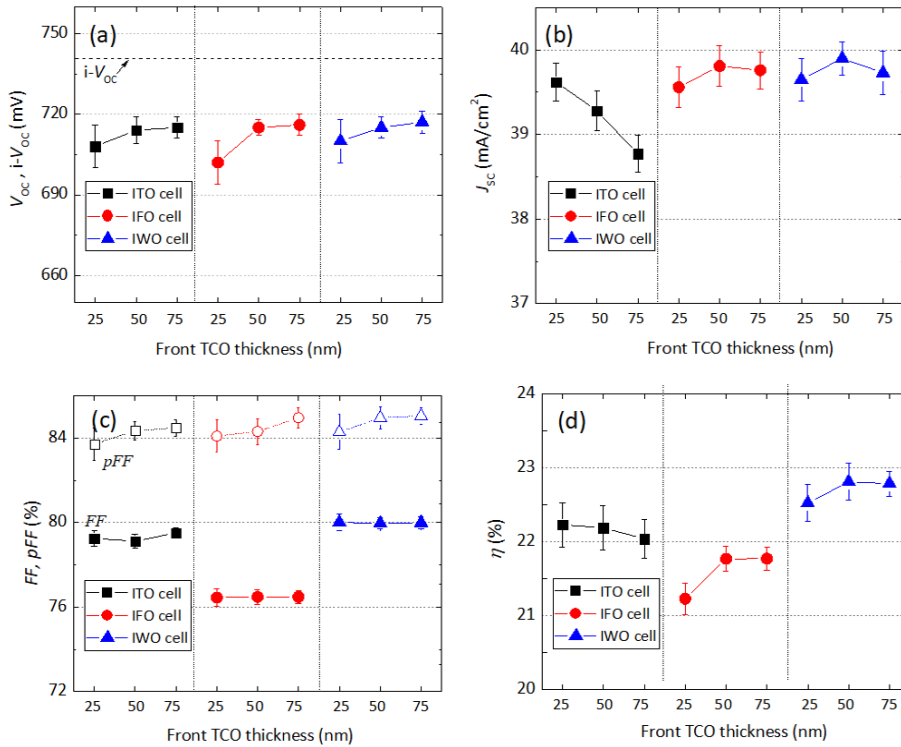 (a)
750
720
690
660
V_OC, i-V_OC (mV)
i-V_OC
ITO cell
IFO cell
IWO cell
25 50 75 25 50 75 25 50 75
Front TCO thickness (nm)
(b)
40
39
38
37
J_sc (mA/cm²)
ITO cell
IFO cell
IWO cell
25 50 75 25 50 75 25 50 75
Front TCO thickness (nm)
(c)
84
80
76
72
FF, pFF (%)
pFF
FF
ITO cell
IFO cell
IWO cell
25 50 75 25 50 75 25 50 75
Front TCO thickness (nm)
(d)
24
23
22
21
20
η (%)
ITO cell
IFO cell
IWO cell
25 50 75 25 50 75 25 50 75
Front TCO thickness (nm)